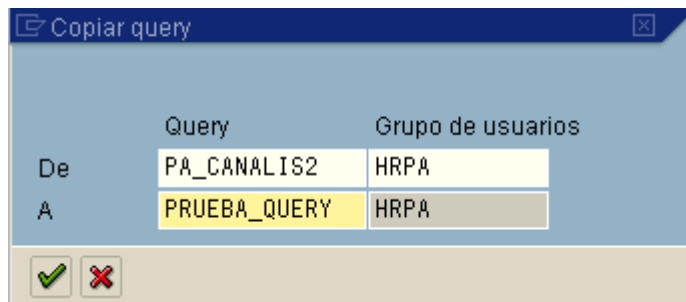 Copiar query
Query Grupo de usuarios
De PA_CANALIS2 HRPA
A PRUEBA_QUERY HRPA